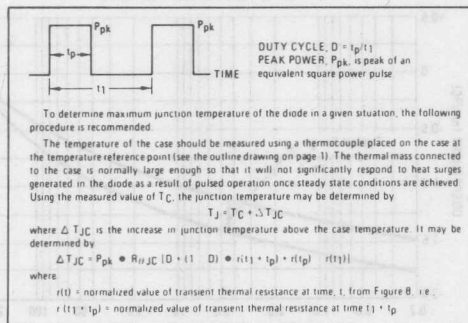 Ppk
Ppk
tp
t1
TIME
DUTY CYCLE, D = tp/t1
PEAK POWER, Ppk, is peak of an
equivalent square power pulse
To determine maximum junction temperature of the diode in a given situation, the following
procedure is recommended.
The temperature of the case should be measured using a thermocouple placed on the case at
the temperature reference point (see the outline drawing on page 1). The thermal mass connected
to the case is normally large enough so that it will not significantly respond to heat surges
generated in the diode as a result of pulsed operation once steady state conditions are achieved.
Using the measured value of TC, the junction temperature may be determined by
TJ = TC + △TJC
where △ TJC is the increase in junction temperature above the case temperature. It may be
determined by
△TJC = Ppk • RθJC [D + (1 D) • r(t1 + tp) + r(tp) r(t1)]
where
r(t) = normalized value of transient thermal resistance at time, t, from Figure 8, i.e.,
r (t1 + tp) = normalized value of transient thermal resistance at time t1 + tp